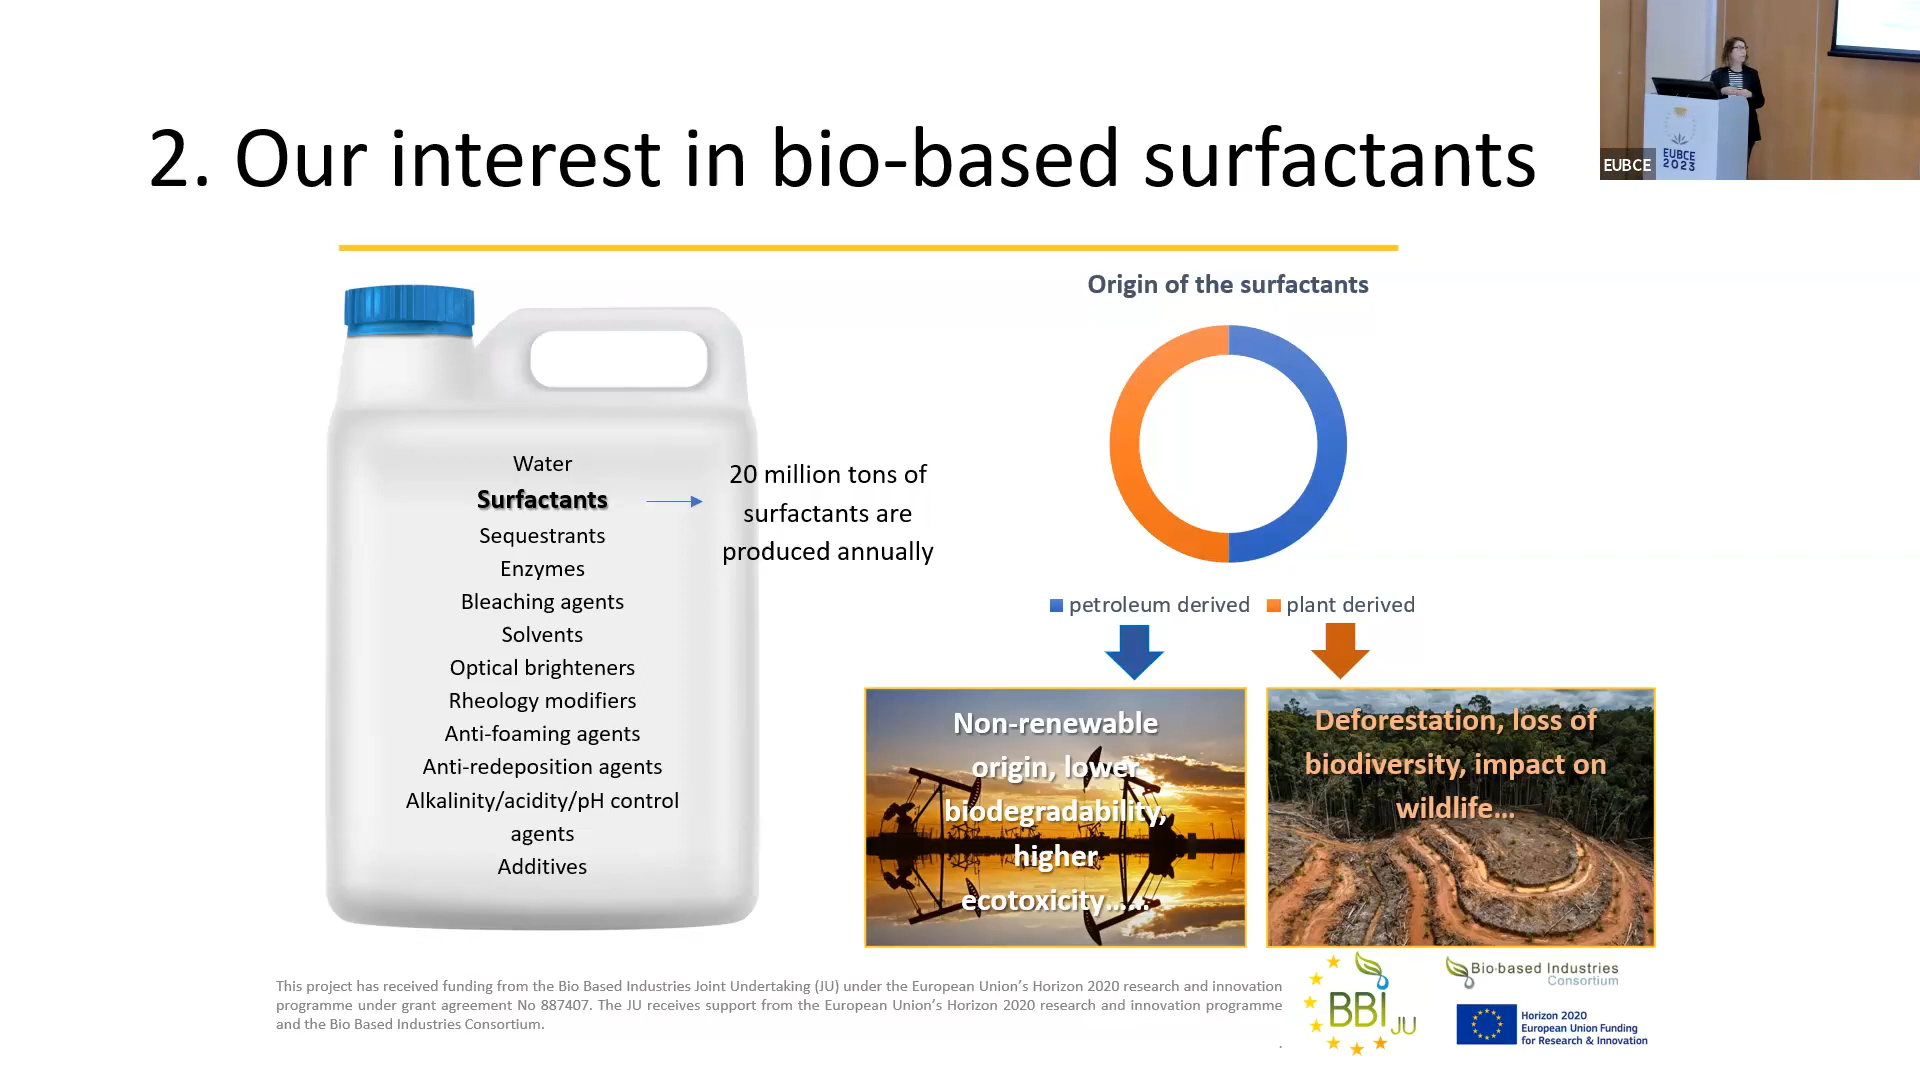 2. Our interest in bio-based surfactants
EUBCE
EUBCE
2023
Water
Surfactants
Sequestrants
Enzymes
Bleaching agents
Solvents
Optical brighteners
Rheology modifiers
Anti-foaming agents
Anti-redeposition agents
Alkalinity/acidity/pH control
agents
Additives
20 million tons of
surfactants are
produced annually
Origin of the surfactants
petroleum derived
plant derived
Non-renewable
origin, lower
biodegradability,
higher
ecotoxicity……
Deforestation, loss of
biodiversity, impact on
wildlife…
This project has received funding from the Bio Based Industries Joint Undertaking (JU) under the European Union’s Horizon 2020 research and innovation
programme under grant agreement No 887407. The JU receives support from the European Union’s Horizon 2020 research and innovation programme
and the Bio Based Industries Consortium.
.
BBI JU
Bio-based Industries
Consortium
Horizon 2020
European Union Funding
for Research & Innovation